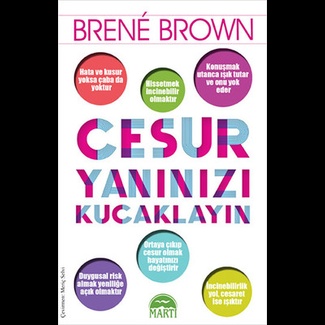 BRENÉ BROWN
Hata ve kusur
yoksa çaba da
yoktur
Hissetmek
incinebilir
olmaktır
Konuşmak
utanca ışık tutar
ve onu yok
eder
CESUR
YANINIZI
KUCAKLAYIN
Duygusal risk
almak yeniliğe
açık olmaktır
Ortaya çıkıp
cesur olmak
hayatınızı
değiştirir
İncinebilirlik
yol, cesaret
ise ışıktır
MARTI